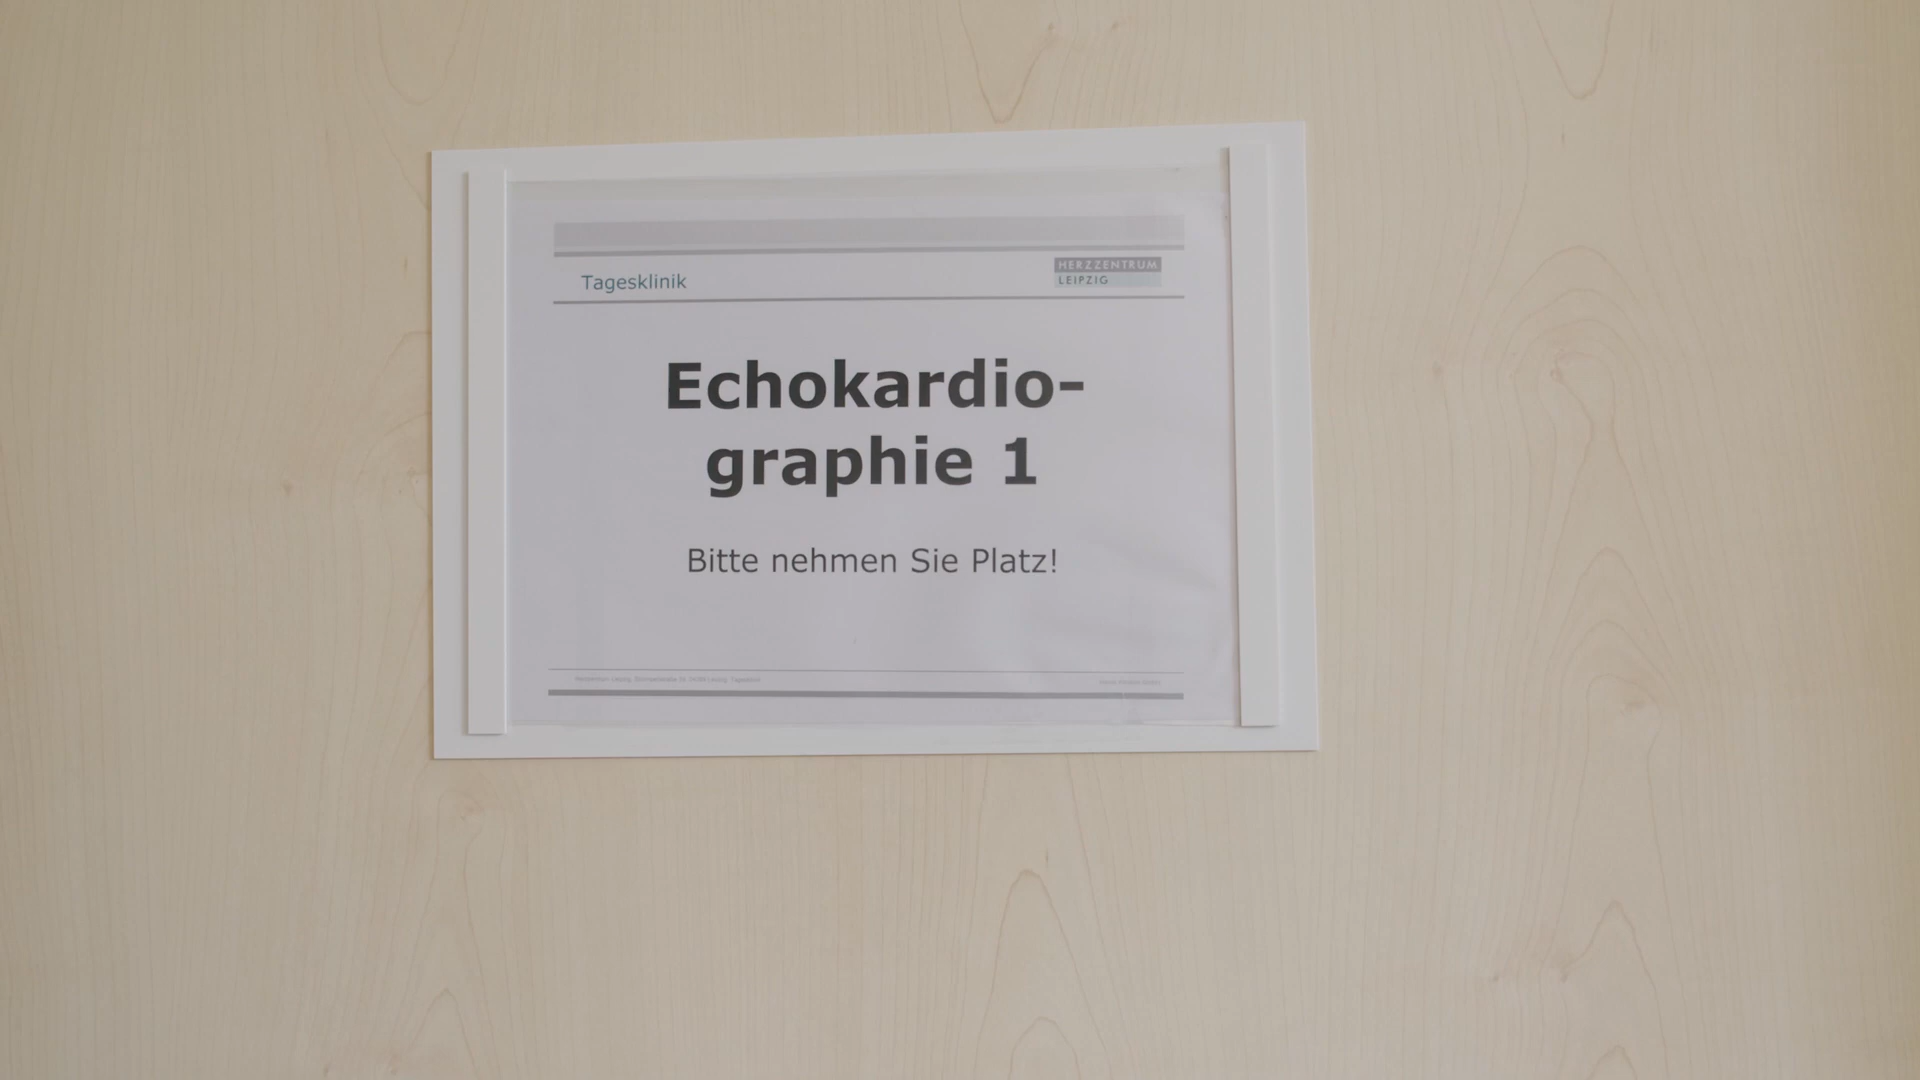 Tagesklinik
HERZZENTRUM
LEIPZIG
Echokardio-
graphie 1
Bitte nehmen Sie Platz!